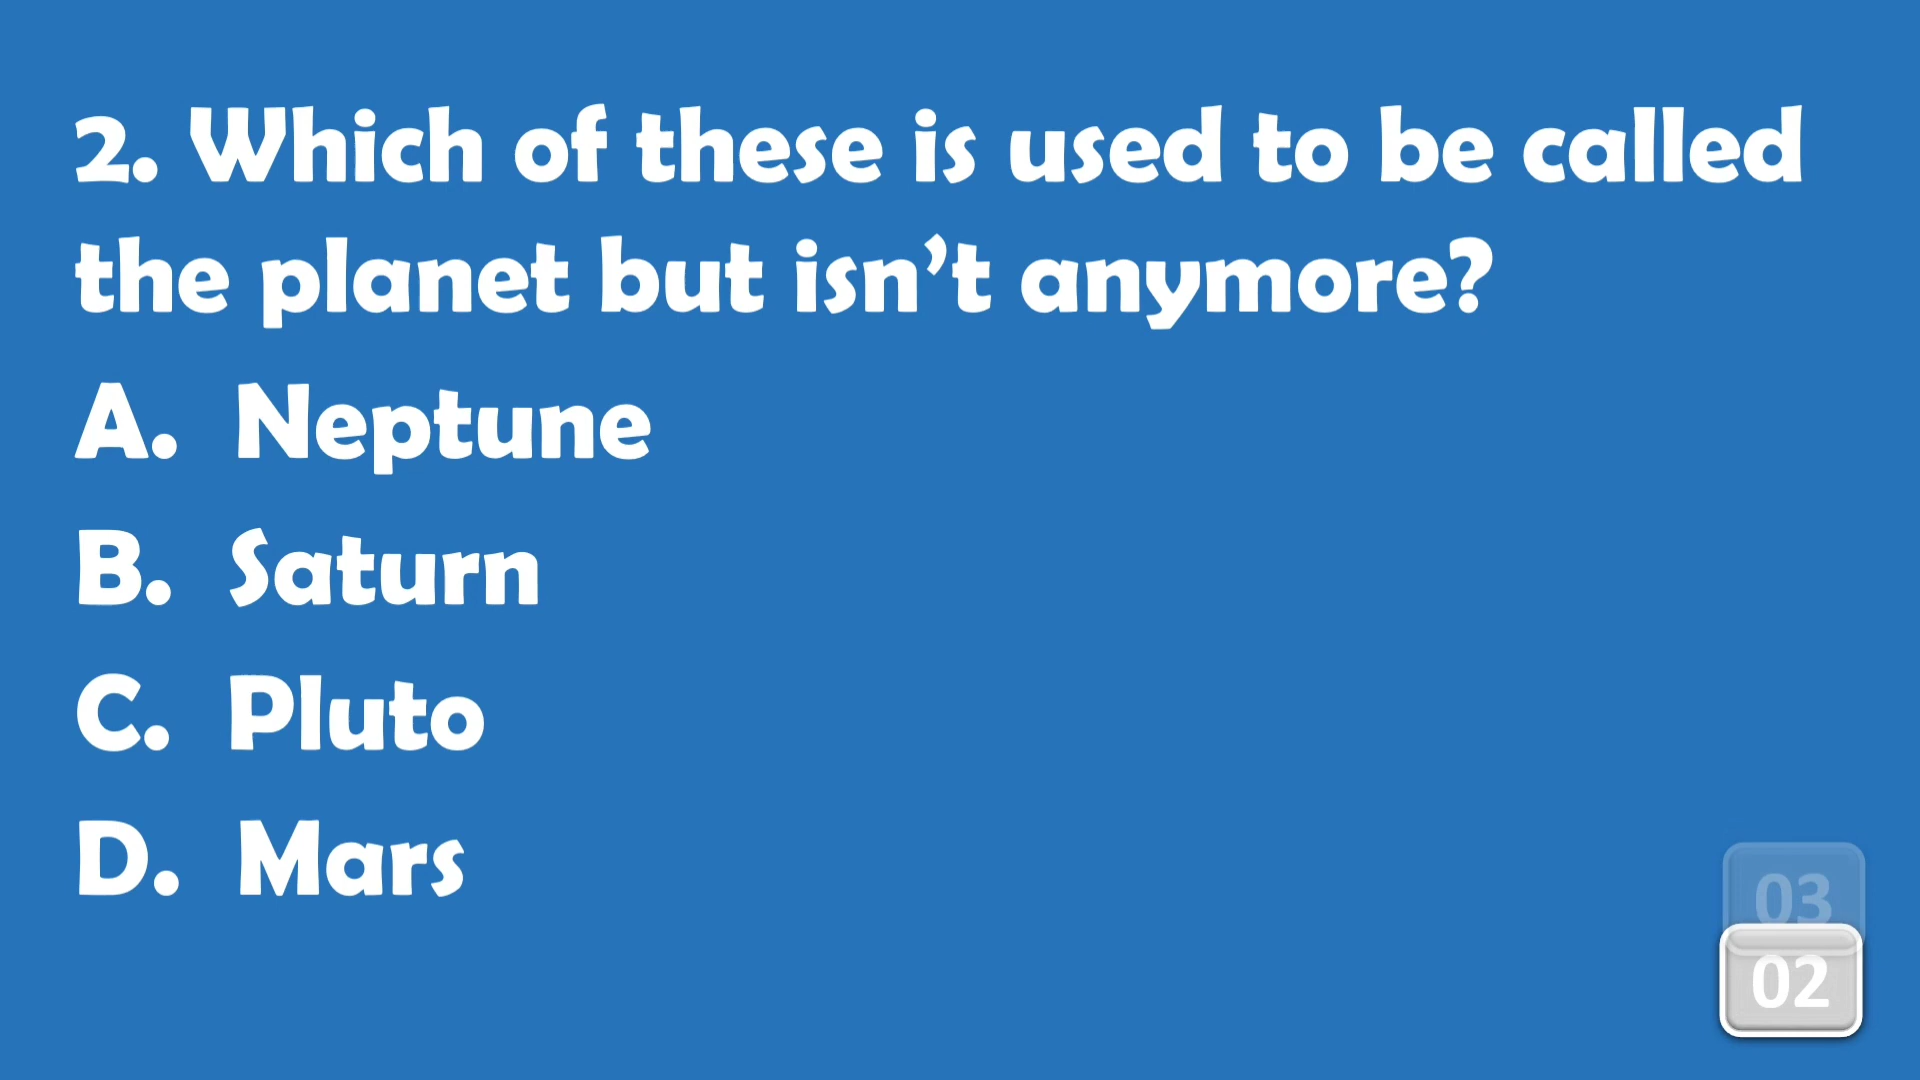 2. Which of these is used to be called
the planet but isn’t anymore?
A. Neptune
B. Saturn
C. Pluto
D. Mars
03
02